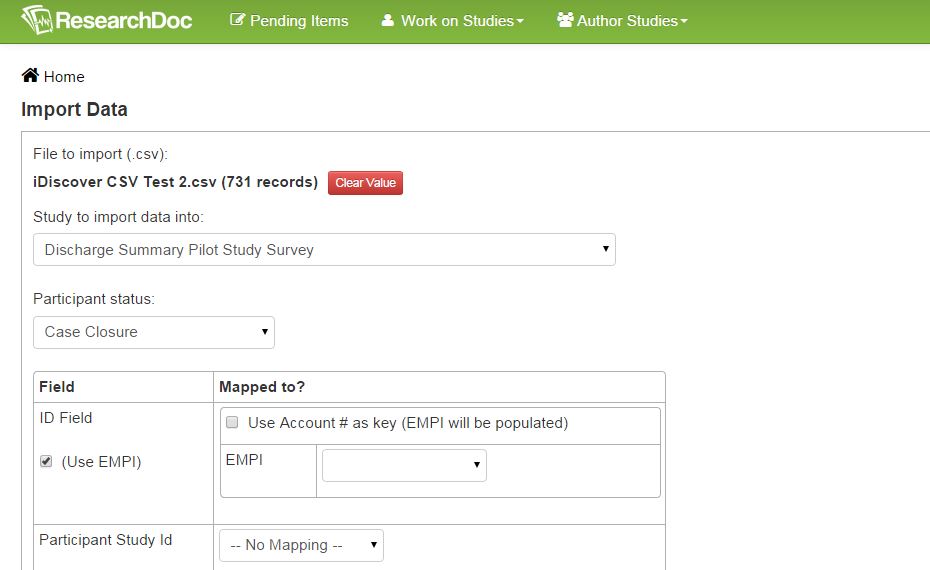 ResearchDoc Pending Items Work on Studies Author Studies
Home
Import Data
File to import (.csv):
iDiscover CSV Test 2.csv (731 records) Clear Value
Study to import data into:
Discharge Summary Pilot Study Survey
Participant status:
Case Closure
Field Mapped to?
ID Field
Use Account # as key (EMPI will be populated)
(Use EMPI)
EMPI
Participant Study Id
-- No Mapping --